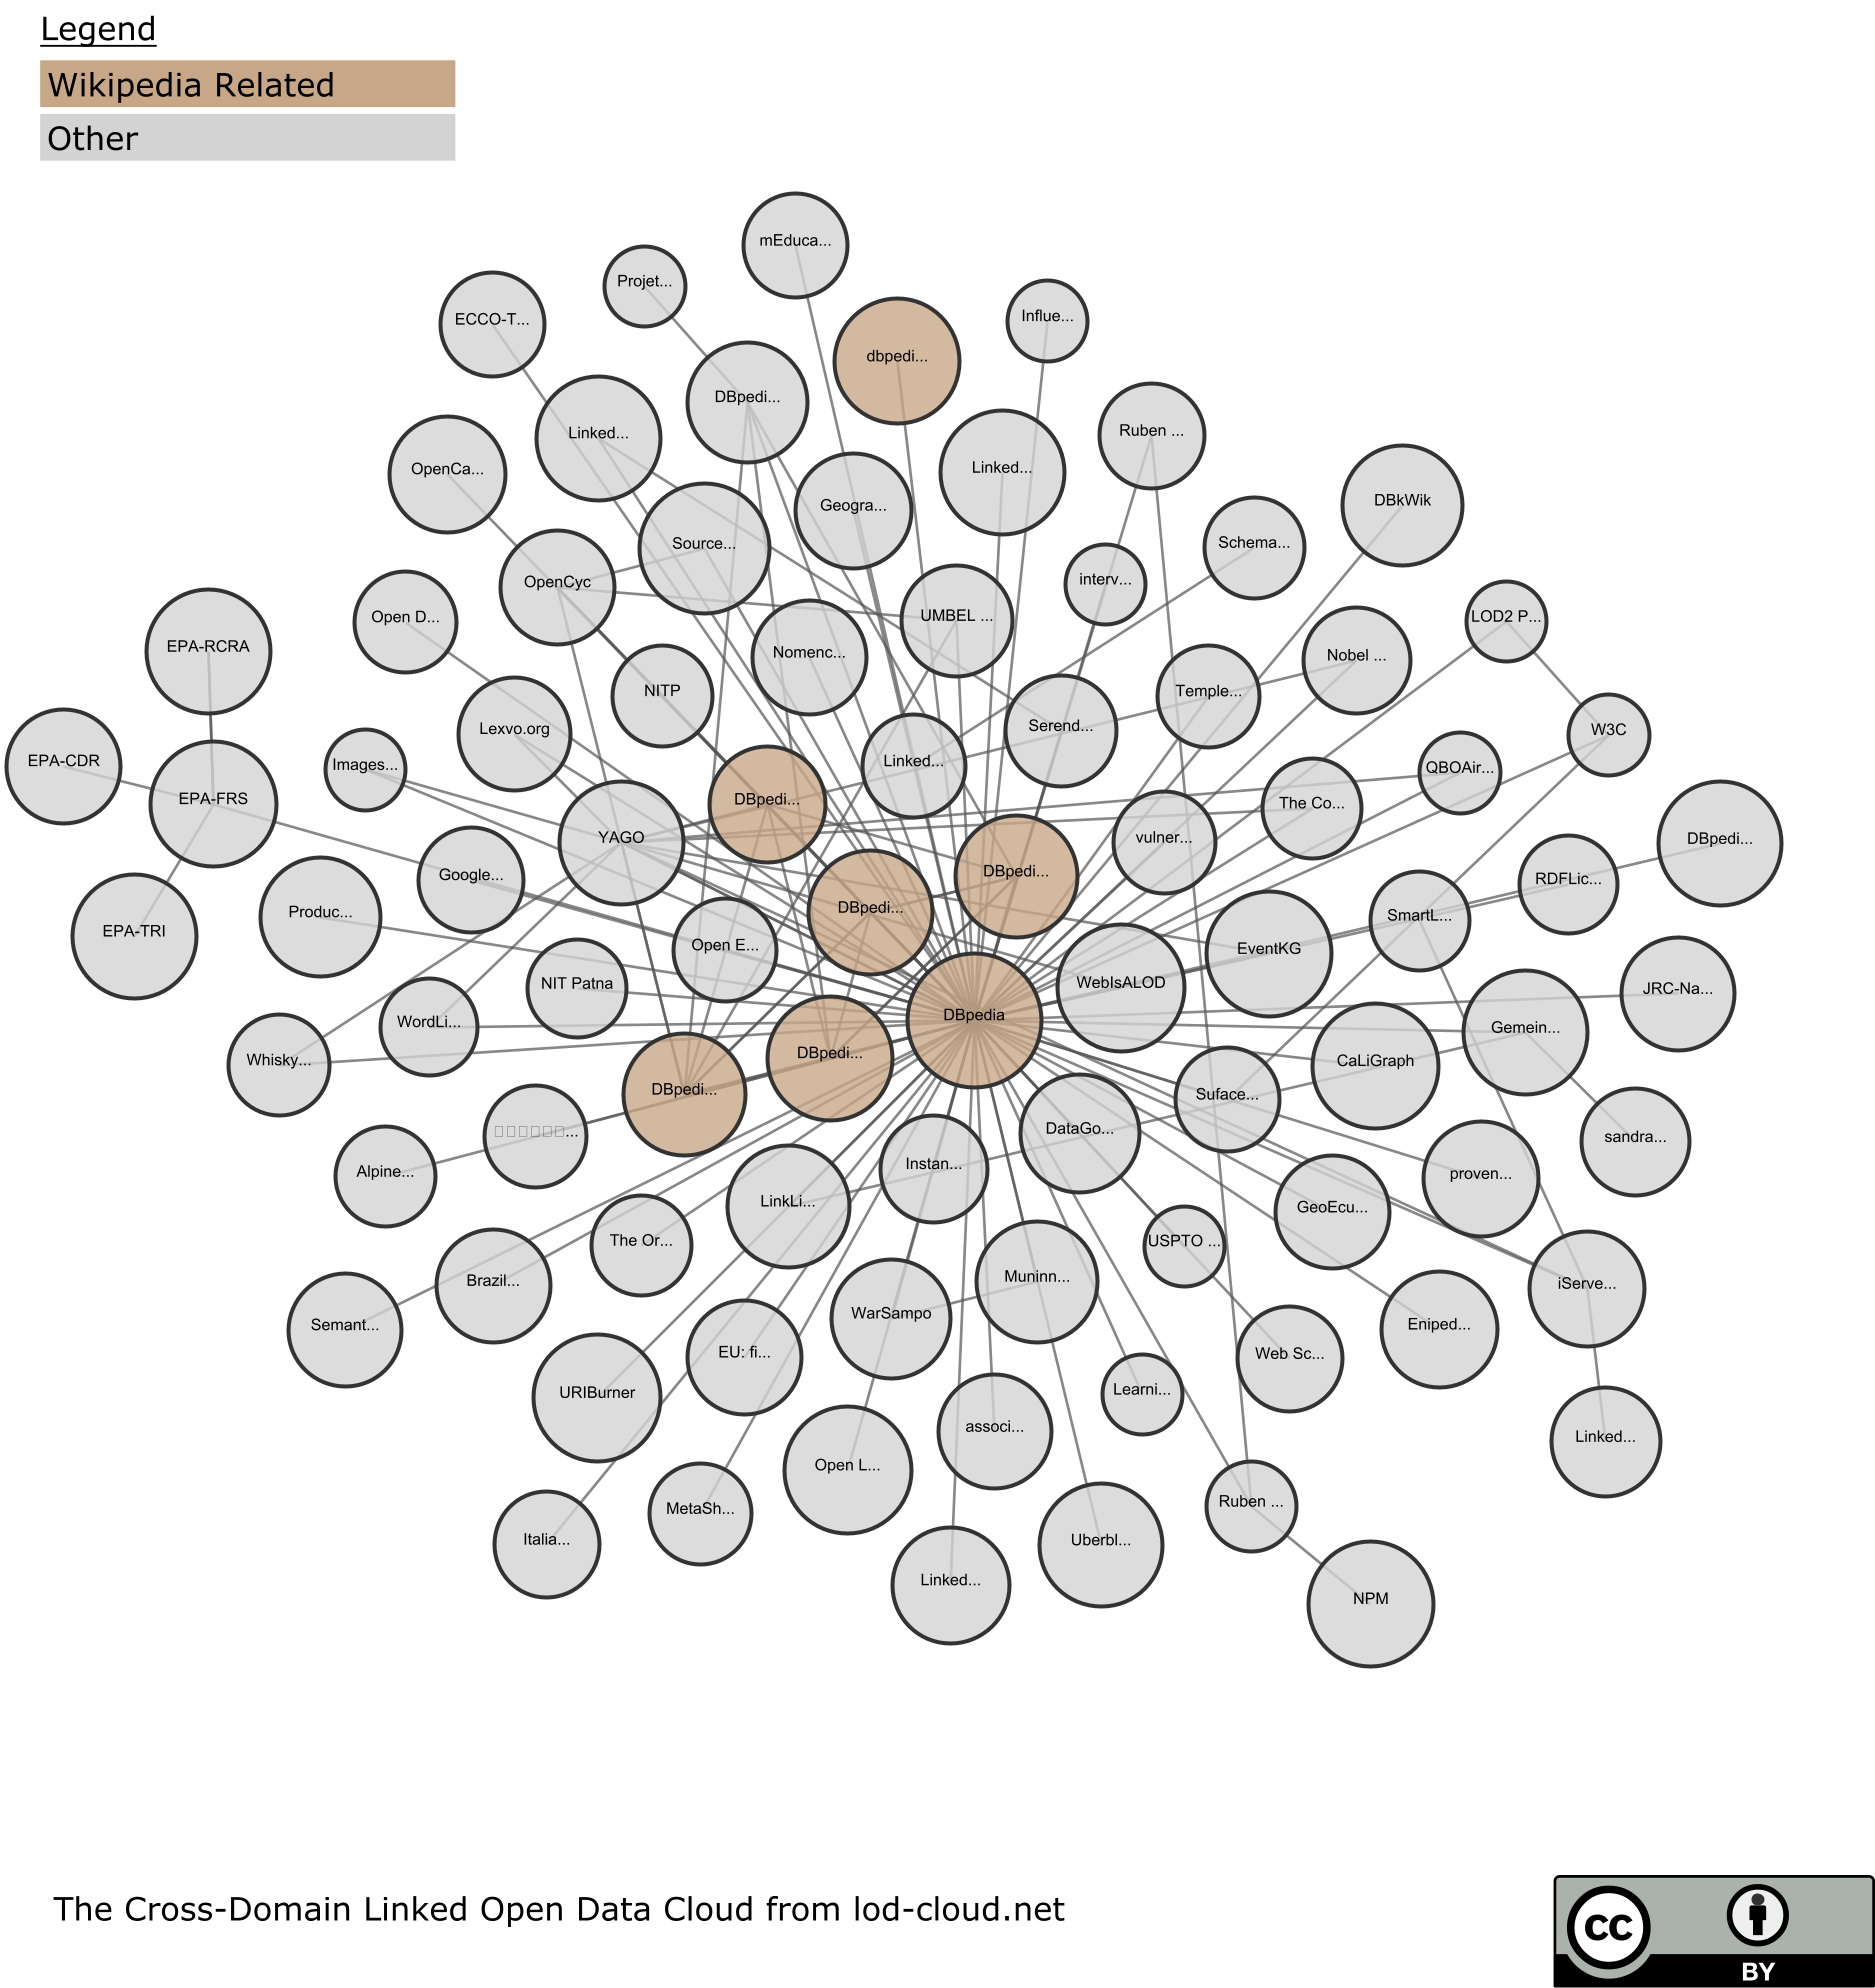 Legend
Wikipedia Related
Other
mEduca...
Projet...
ECCO-T...
Influe...
dbpedi...
DBpedi...
Linked...
Ruben ...
OpenCa...
Linked...
DBkWik
Geogra...
Source...
Schema...
OpenCyc
interv...
Open D...
UMBEL ...
LOD2 P...
EPA-RCRA
Nomenc...
Nobel ...
NITP
Temple...
Lexvo.org
Serend...
W3C
EPA-CDR
Images...
Linked...
QBOAir...
EPA-FRS
DBpedi...
The Co...
YAGO
vulner...
DBpedi...
Google...
DBpedi...
RDFLic...
Produc...
DBpedi...
SmartL...
EPA-TRI
Open E...
EventKG
NIT Patna
WebIsALOD
JRC-Na...
WordLi...
DBpedia
Gemein...
Whisky...
DBpedi...
CaLiGraph
DBpedi...
Suface...
DataGo...
sandra...
...
Alpine...
Instan...
proven...
LinkLi...
GeoEcu...
The Or...
USPTO ...
Brazil...
Muninn...
iServe...
Semant...
WarSampo
Eniped...
EU: fi...
Web Sc...
URIBurner
Learni...
associ...
Linked...
Open L...
Ruben ...
MetaSh...
Italia...
Uberbl...
Linked...
NPM
The Cross-Domain Linked Open Data Cloud from lod-cloud.net
cc
BY